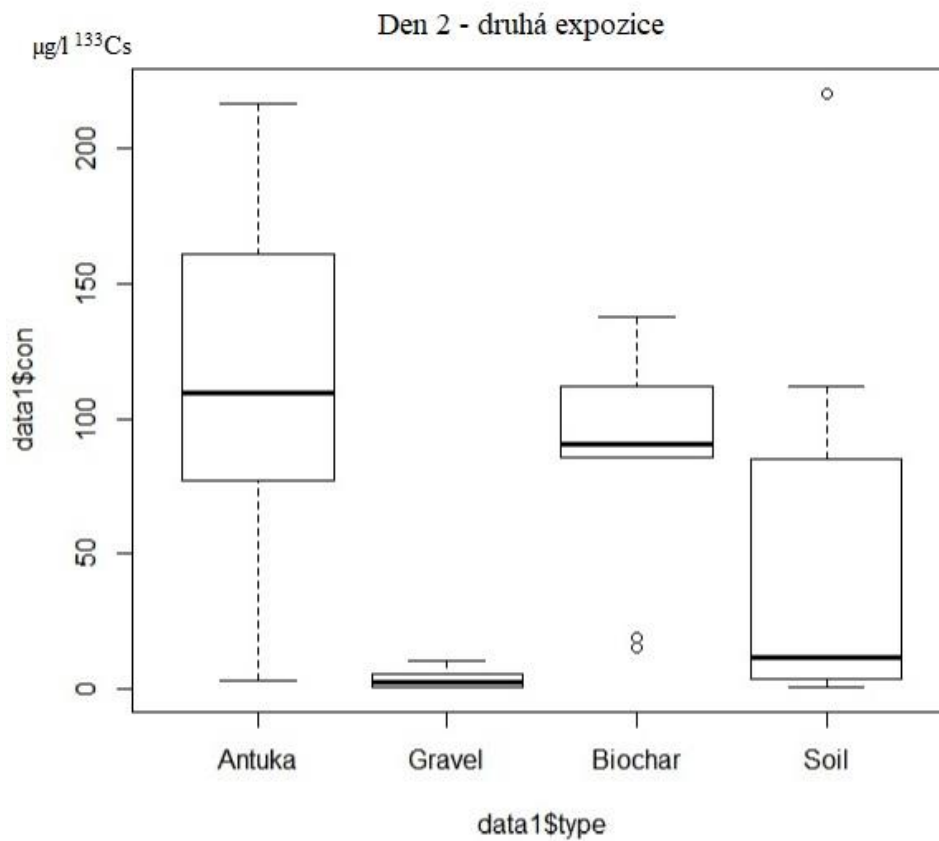 Den 2 - druhá expozice
µg/l ¹³³Cs
data1$con
200
150
100
50
0
Antuka Gravel Biochar Soil
data1$type